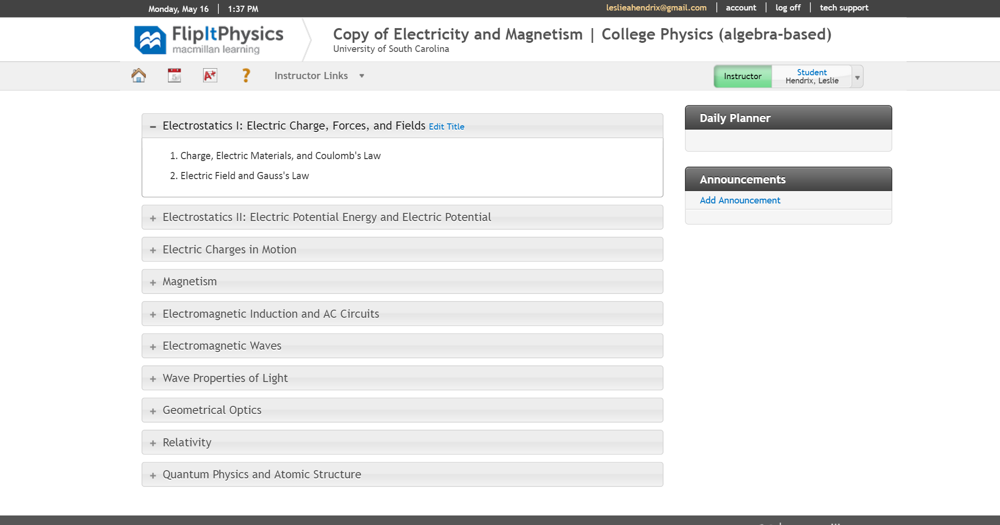 Monday, May 16 | 1:37 PM
leslieahendrix@gmail.com | account | log off | tech support
FlipItPhysics
macmillan learning
Copy of Electricity and Magnetism | College Physics (algebra-based)
University of South Carolina
5
A+
?
Instructor Links
Instructor
Student
Hendrix, Leslie
Electrostatics I: Electric Charge, Forces, and Fields Edit Title
1. Charge, Electric Materials, and Coulomb's Law
2. Electric Field and Gauss's Law
Electrostatics II: Electric Potential Energy and Electric Potential
Electric Charges in Motion
Magnetism
Electromagnetic Induction and AC Circuits
Electromagnetic Waves
Wave Properties of Light
Geometrical Optics
Relativity
Quantum Physics and Atomic Structure
Daily Planner
Announcements
Add Announcement